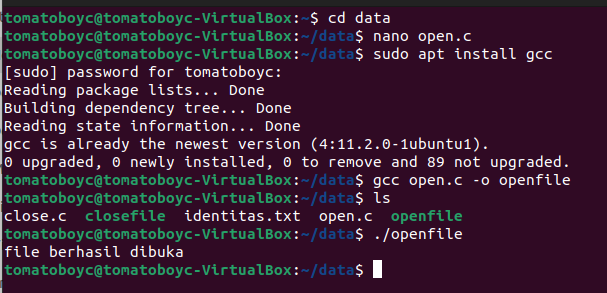 tomatoboyc@tomatoboyc-VirtualBox:~$ cd data
tomatoboyc@tomatoboyc-VirtualBox:~/data$ nano open.c
tomatoboyc@tomatoboyc-VirtualBox:~/data$ sudo apt install gcc
[sudo] password for tomatoboyc:
Reading package lists... Done
Building dependency tree... Done
Reading state information... Done
gcc is already the newest version (4:11.2.0-1ubuntu1).
0 upgraded, 0 newly installed, 0 to remove and 89 not upgraded.
tomatoboyc@tomatoboyc-VirtualBox:~/data$ gcc open.c -o openfile
tomatoboyc@tomatoboyc-VirtualBox:~/data$ ls
close.c  closefile  identitas.txt  open.c  openfile
tomatoboyc@tomatoboyc-VirtualBox:~/data$ ./openfile
file berhasil dibuka
tomatoboyc@tomatoboyc-VirtualBox:~/data$